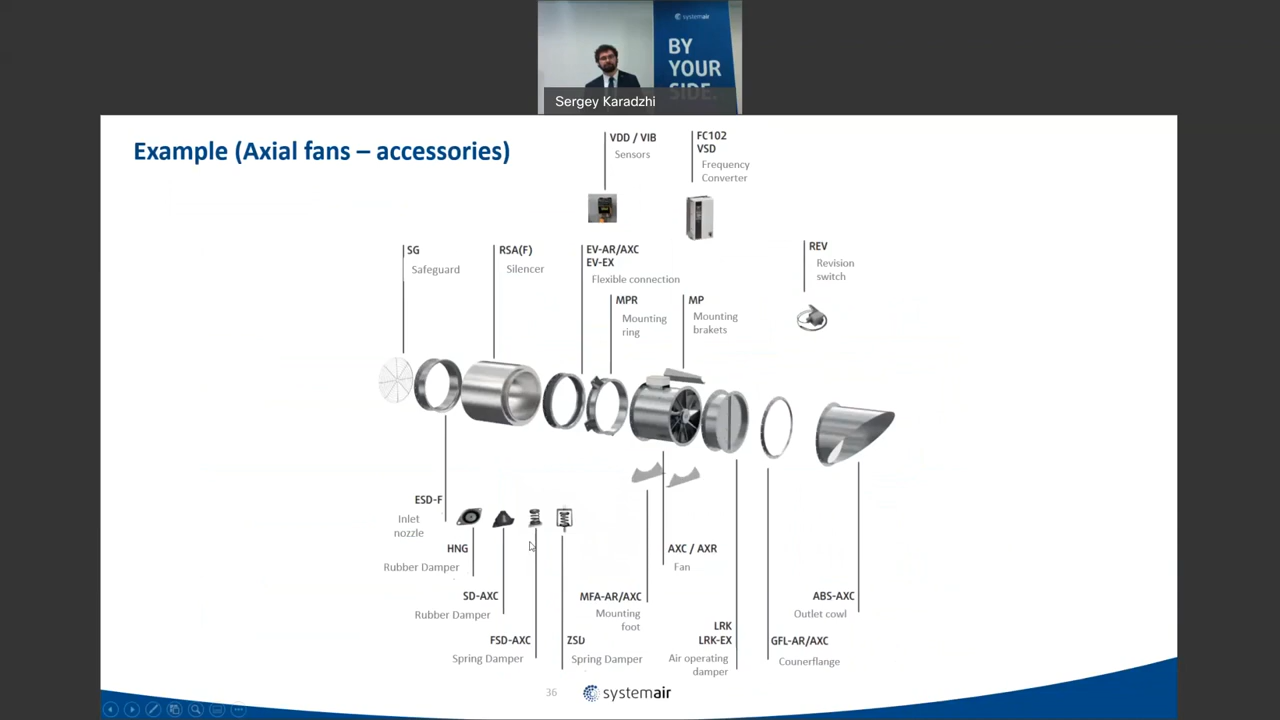 systemair
BY
YOUR
SIDE.
Sergey Karadzhi
Example (Axial fans – accessories)
VDD / VIB
Sensors
FC102
VSD
Frequency
Converter
SG
Safeguard
RSA(F)
Silencer
EV-AR/AXC
EV-EX
Flexible connection
REV
Revision
switch
MPR
Mounting
ring
MP
Mounting
brakets
ESD-F
Inlet
nozzle
HNG
Rubber Damper
SD-AXC
Rubber Damper
FSD-AXC
Spring Damper
ZSD
Spring Damper
MFA-AR/AXC
Mounting
foot
AXC / AXR
Fan
LRK
LRK-EX
Air operating
damper
GFL-AR/AXC
Counerflange
ABS-AXC
Outlet cowl
36
systemair